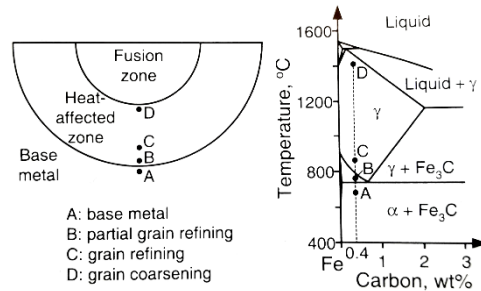 Fusion
zone
D
Heat-
affected
zone
C
B
A
Base
metal
A: base metal
B: partial grain refining
C: grain refining
D: grain coarsening
Temperature, °C
1600
1200
800
400
Liquid
Liquid + γ
D
γ
C
B
γ + Fe₃C
A
α + Fe₃C
Fe 0.4 1 2 3
Carbon, wt%